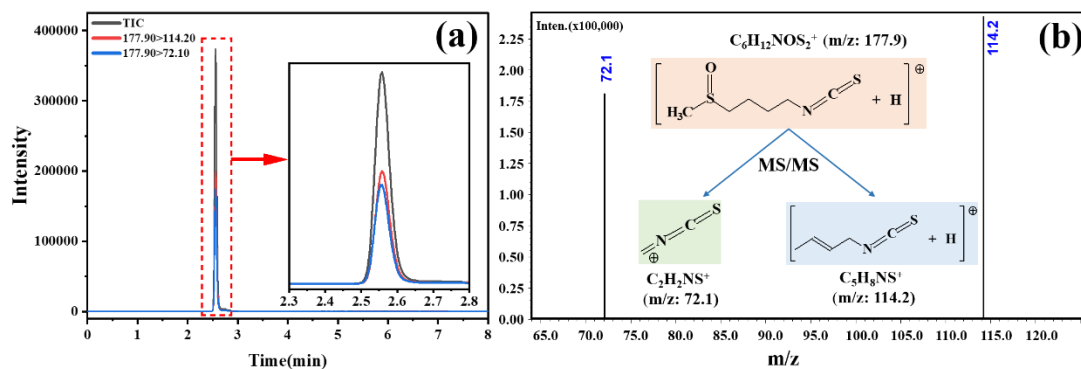 TIC
177.90>114.20
177.90>72.10
(a)
400000
300000
200000
100000
0
Intensity
2.3 2.4 2.5 2.6 2.7 2.8
0 1 2 3 4 5 6 7 8
Time(min)
Inten.(x100,000)
(b)
2.25
2.00
1.75
1.50
1.25
1.00
0.75
0.50
0.25
0.00
72.1
114.2
C₆H₁₂NOS₂⁺ (m/z: 177.9)
O
S
H₃C
S
N
C
+ H
⊕
MS/MS
S
N
C
⊕
C₂H₂NS⁺
(m/z: 72.1)
S
N
C
+ H
⊕
C₅H₈NS⁺
(m/z: 114.2)
65.0 75.0 80.0 85.0 90.0 95.0 100.0 105.0 110.0 120.0
m/z